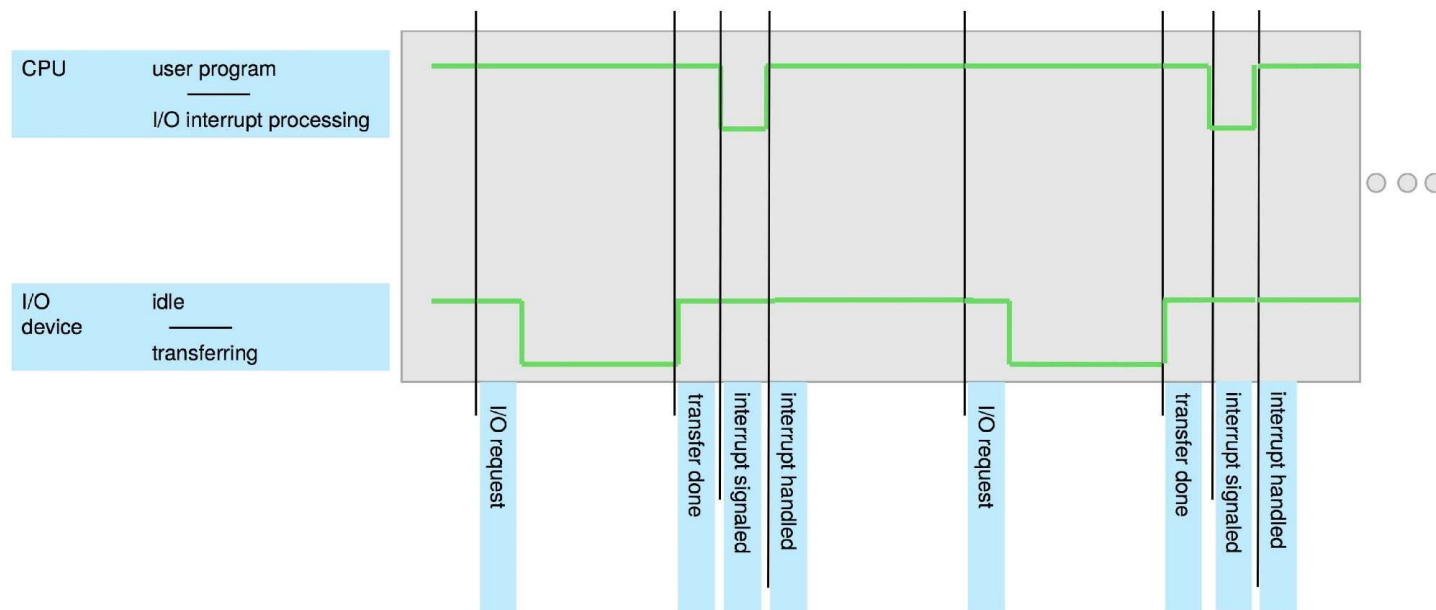 CPU
user program
I/O interrupt processing
I/O
device
idle
transferring
I/O request
transfer done
interrupt signaled
interrupt handled
I/O request
transfer done
interrupt signaled
interrupt handled